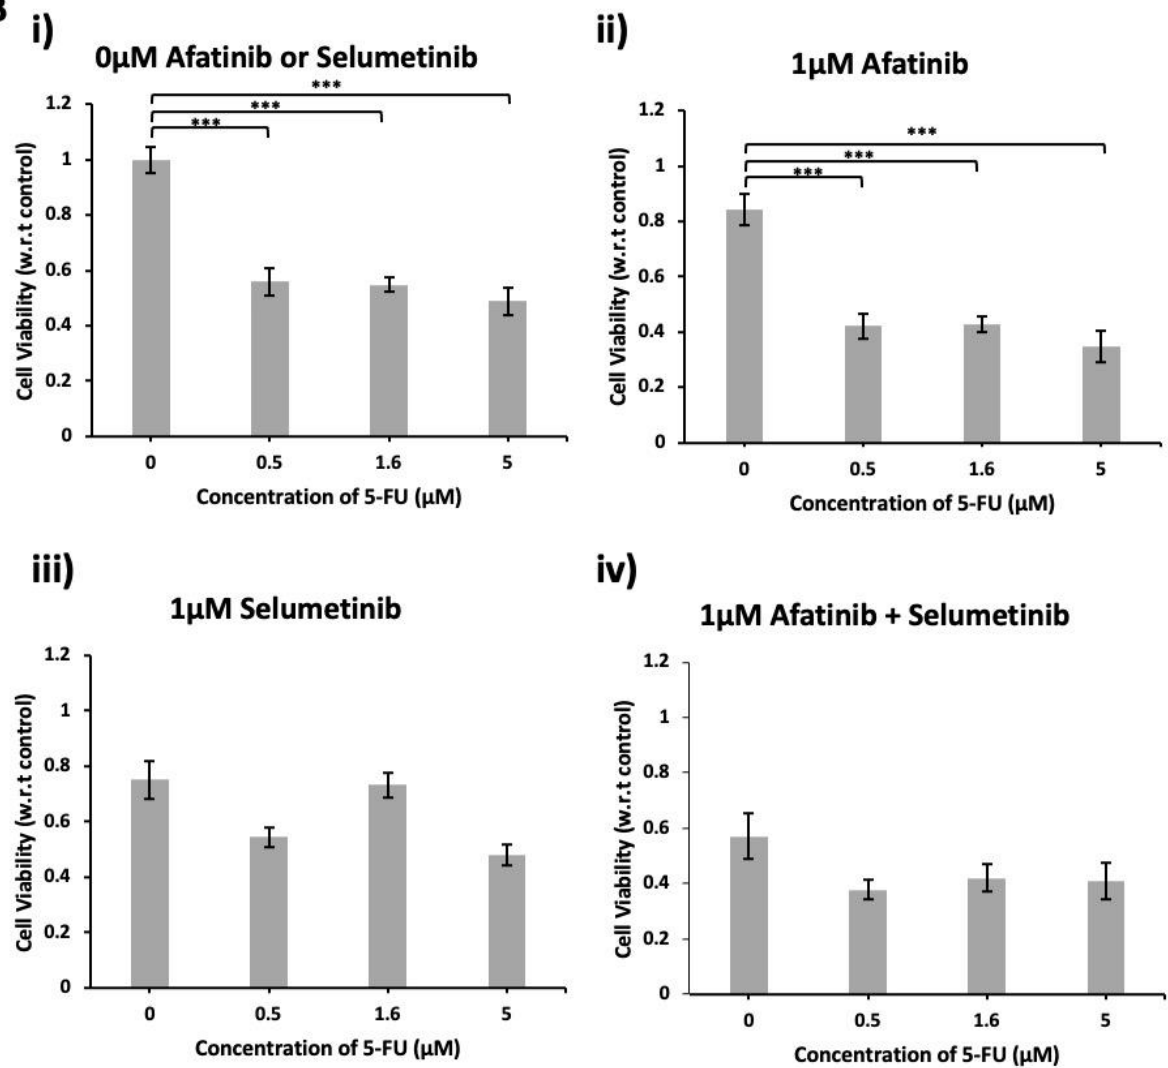 B
i)
0μM Afatinib or Selumetinib
***
***
***
1.2
1
0.8
0.6
0.4
0.2
0
Cell Viability (w.r.t control)
0 0.5 1.6 5
Concentration of 5-FU (μM)
ii)
1μM Afatinib
***
***
***
1.2
1
0.8
0.6
0.4
0.2
0
Cell Viability (w.r.t control)
0 0.5 1.6 5
Concentration of 5-FU (μM)
iii)
1μM Selumetinib
1.2
1
0.8
0.6
0.4
0.2
0
Cell Viability (w.r.t control)
0 0.5 1.6 5
Concentration of 5-FU (μM)
iv)
1μM Afatinib + Selumetinib
1.2
1
0.8
0.6
0.4
0.2
0
Cell Viability (w.r.t control)
0 0.5 1.6 5
Concentration of 5-FU (μM)